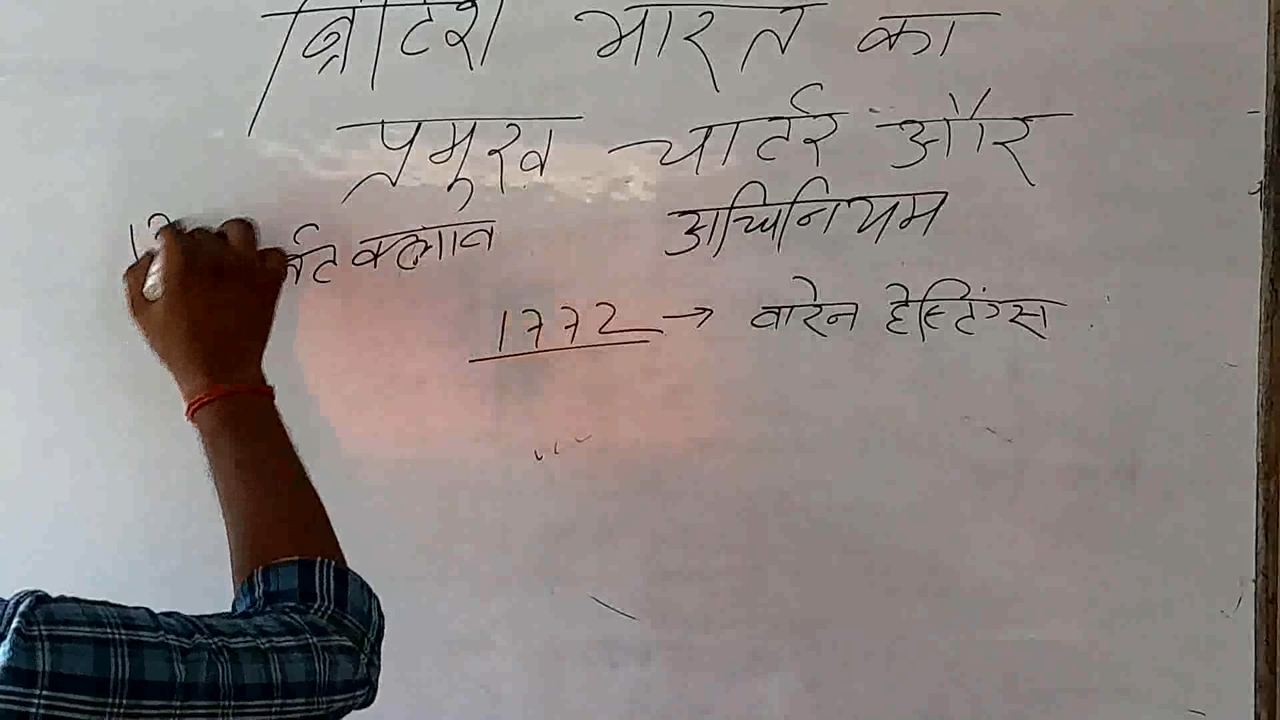 ब्रिटिश भारत का
प्रमुख चार्टर और
अधिनियम
क्लाव
1772 → वारेन हेस्टिंग्स